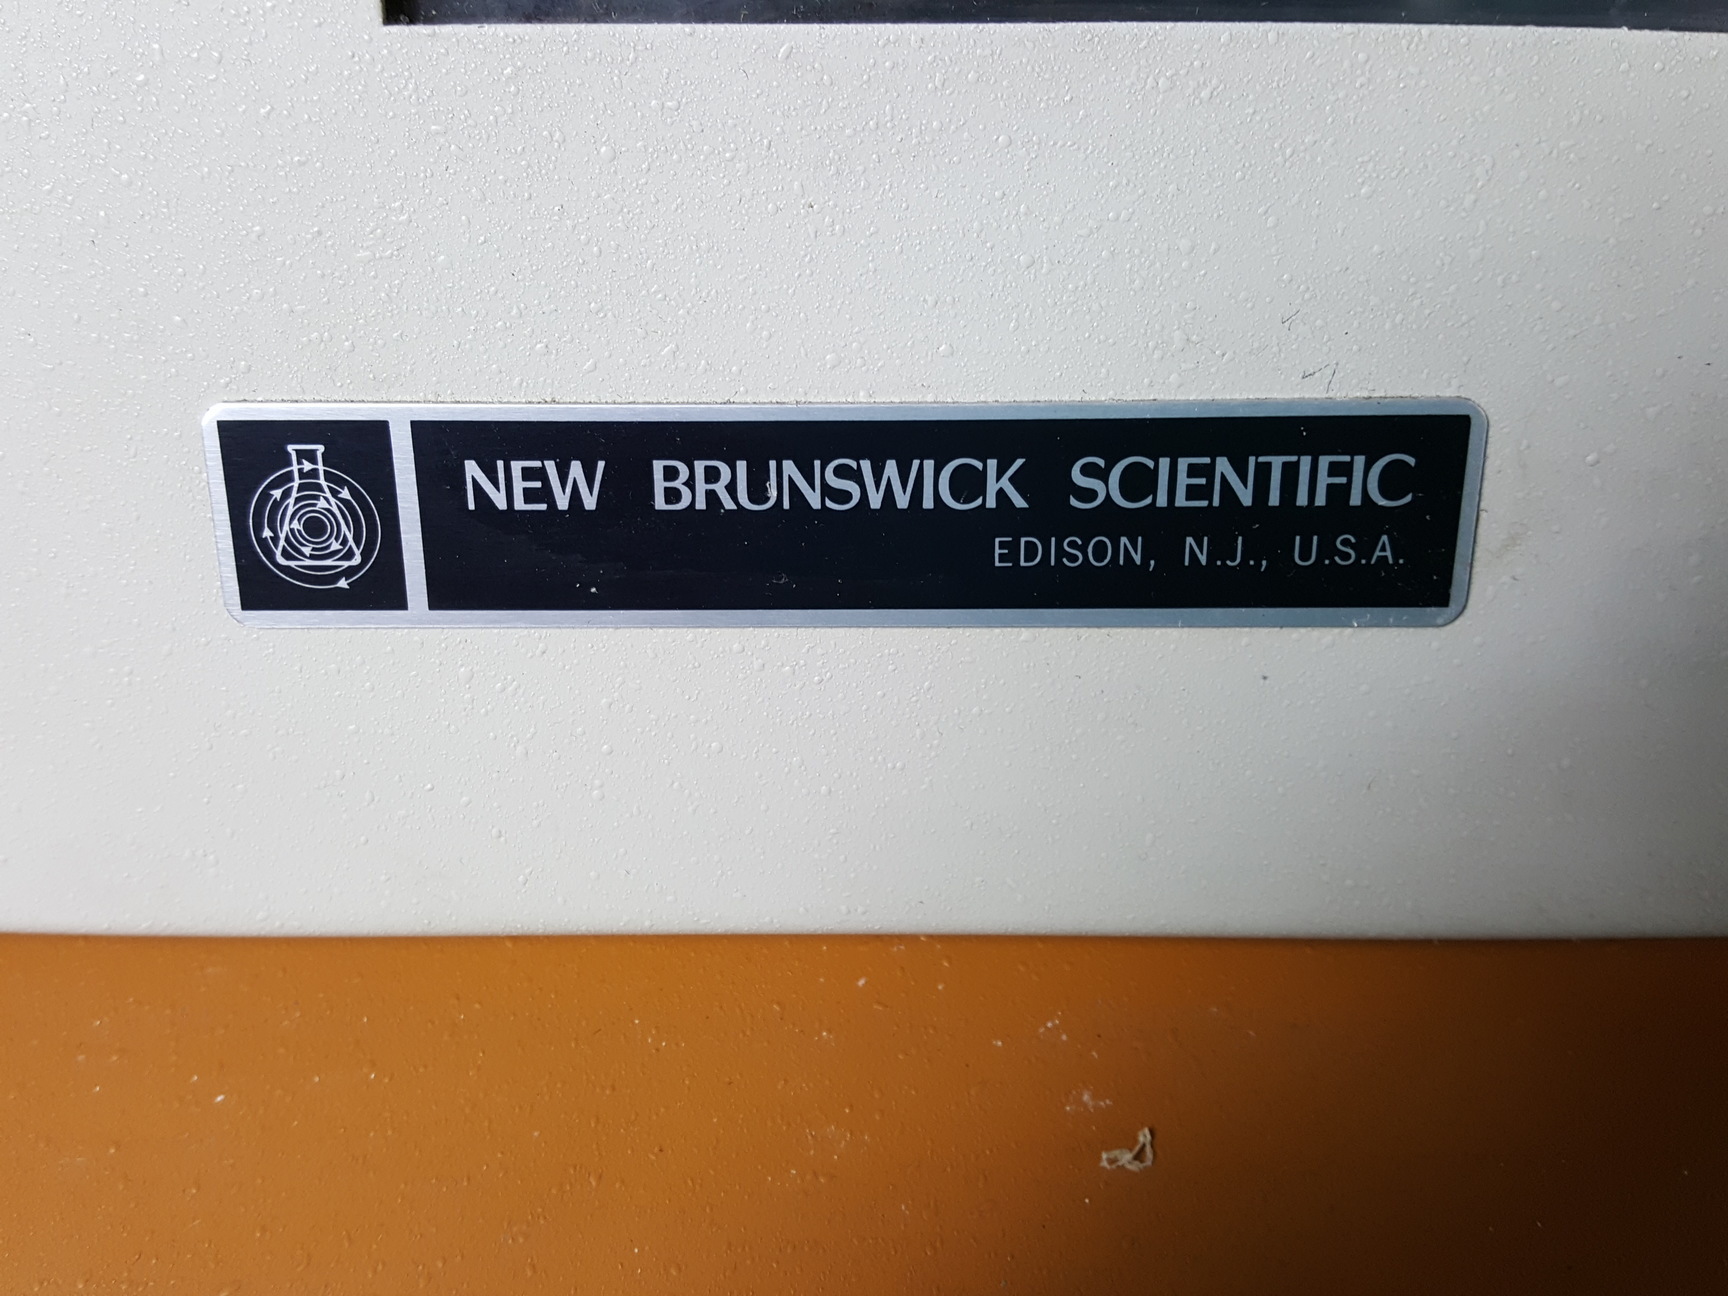 NEW BRUNSWICK SCIENTIFIC
EDISON, N.J., U.S.A.